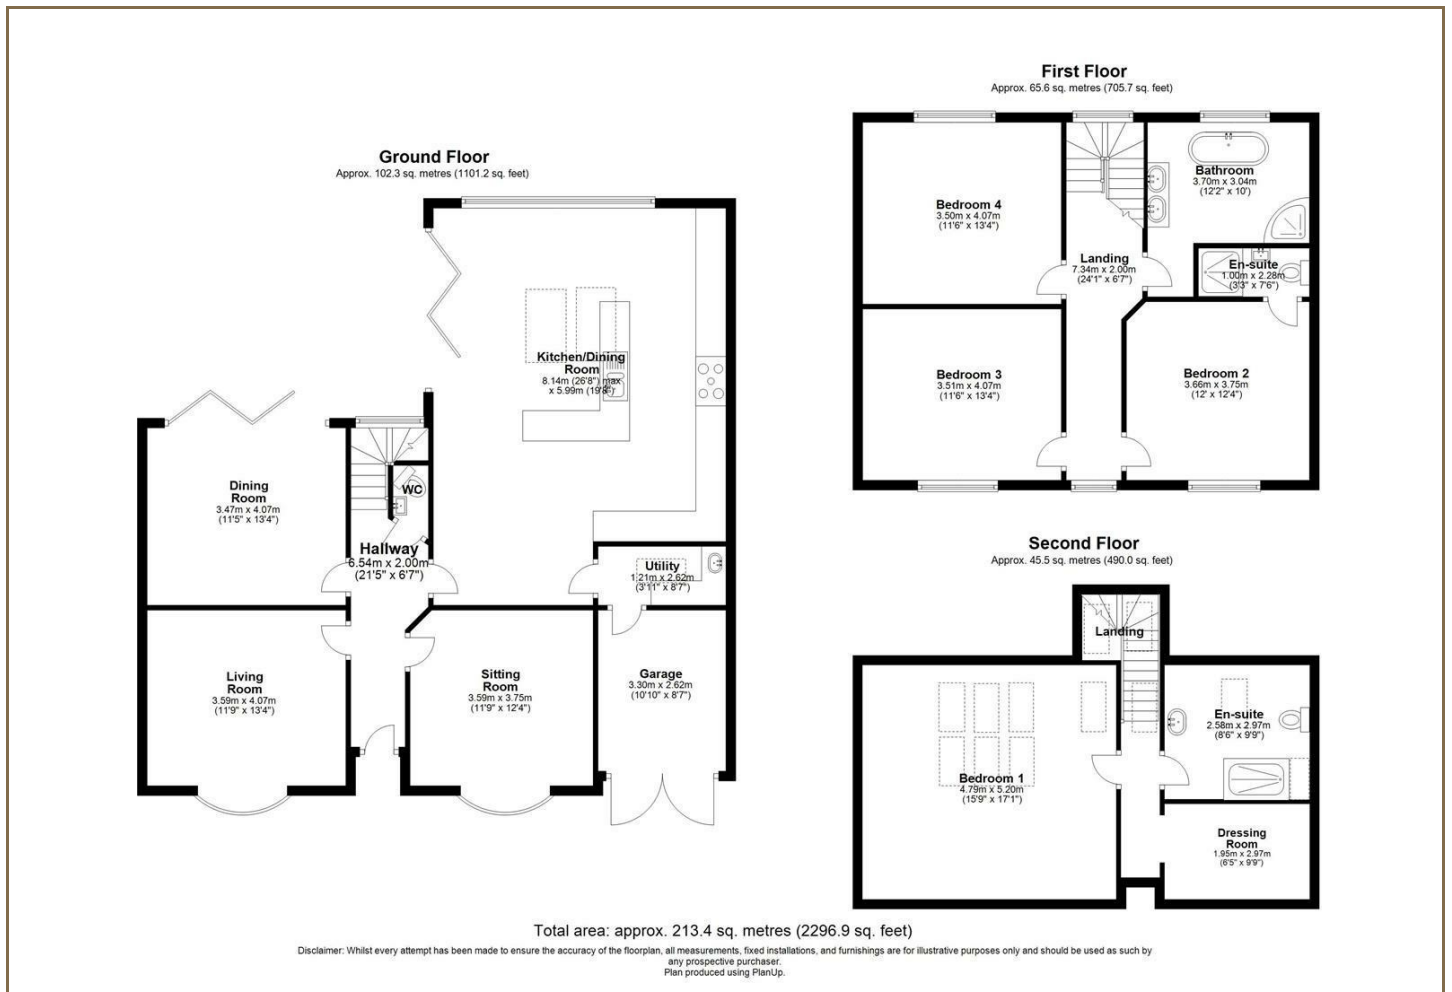 Ground Floor
Approx. 102.3 sq. metres (1101.2 sq. feet)
Kitchen/Dining
Room
8.14m (26'8") max
x 5.99m (19'8")
Dining
Room
3.47m x 4.07m
(11'5" x 13'4")
WC
Hallway
6.54m x 2.00m
(21'5" x 6'7")
Utility
1.21m x 2.62m
(3'11" x 8'7")
Living
Room
3.59m x 4.07m
(11'9" x 13'4")
Sitting
Room
3.59m x 3.75m
(11'9" x 12'4")
Garage
3.30m x 2.62m
(10'10" x 8'7")
First Floor
Approx. 65.6 sq. metres (705.7 sq. feet)
Bedroom 4
3.50m x 4.07m
(11'6" x 13'4")
Bathroom
3.70m x 3.04m
(12'2" x 10')
Landing
7.34m x 2.00m
(24'1" x 6'7")
En-suite
1.00m x 2.28m
(3'3" x 7'6")
Bedroom 3
3.51m x 4.07m
(11'6" x 13'4")
Bedroom 2
3.66m x 3.75m
(12' x 12'4")
Second Floor
Approx. 45.5 sq. metres (490.0 sq. feet)
Landing
Bedroom 1
4.79m x 5.20m
(15'9" x 17'1")
En-suite
2.58m x 2.97m
(8'6" x 9'9")
Dressing
Room
1.95m x 2.97m
(6'5" x 9'9")
Total area: approx. 213.4 sq. metres (2296.9 sq. feet)
Disclaimer: Whilst every attempt has been made to ensure the accuracy of the floorplan, all measurements, fixed installations, and furnishings are for illustrative purposes only and should be used as such by
any prospective purchaser.
Plan produced using PlanUp.